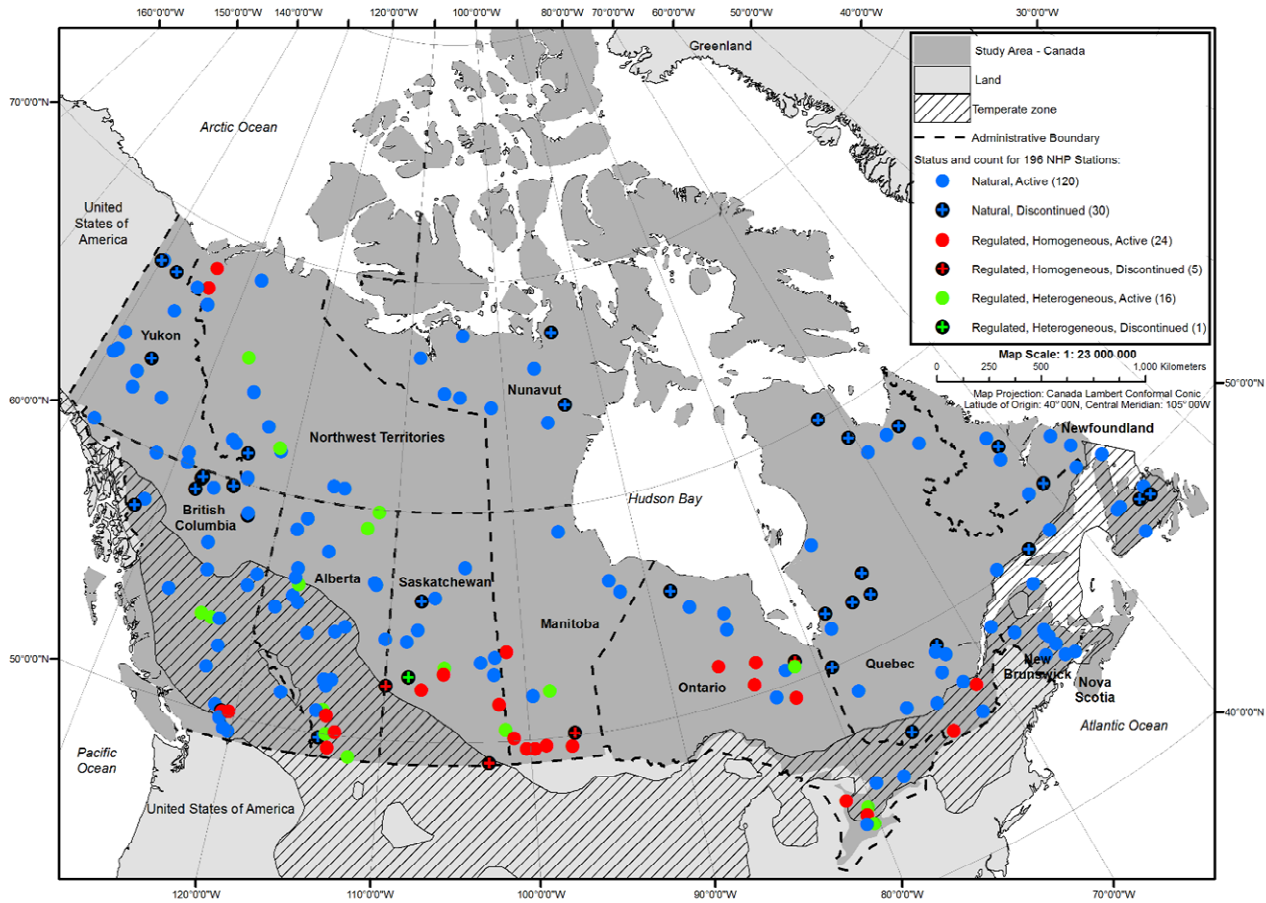 160°0'0"W 150°0'0"W 140°0'0"W 120°0'0"W 110°0'0"W 100°0'0"W 80°0'0"W 70°0'0"W 60°0'0"W 50°0'0"W 40°0'0"W 30°0'0"W
Greenland
Study Area - Canada
Land
Temperate zone
Administrative Boundary
Status and count for 196 NHP Stations:
Natural, Active (120)
Natural, Discontinued (30)
Regulated, Homogeneous, Active (24)
Regulated, Homogeneous, Discontinued (5)
Regulated, Heterogeneous, Active (16)
Regulated, Heterogeneous, Discontinued (1)
Map Scale: 1: 23 000 000
0 250 500 1,000 Kilometers
Map Projection: Canada Lambert Conformal Conic
Latiude of Origin: 40° 00'N, Central Meridian: 105° 00'W
70°0'0"N
Arctic Ocean
United
States of
America
Yukon
60°0'0"N
50°0'0"N
Nunavut
Northwest Territories
Newfoundland
Hudson Bay
British
Columbia
Alberta
Saskatchewan
Manitoba
50°0'0"N
Ontario
Quebec
New
Brunswick
Nova
Scotia
40°0'0"N
Atlantic Ocean
Pacific
Ocean
United States of America
120°0'0"W 110°0'0"W 100°0'0"W 90°0'0"W 80°0'0"W 70°0'0"W